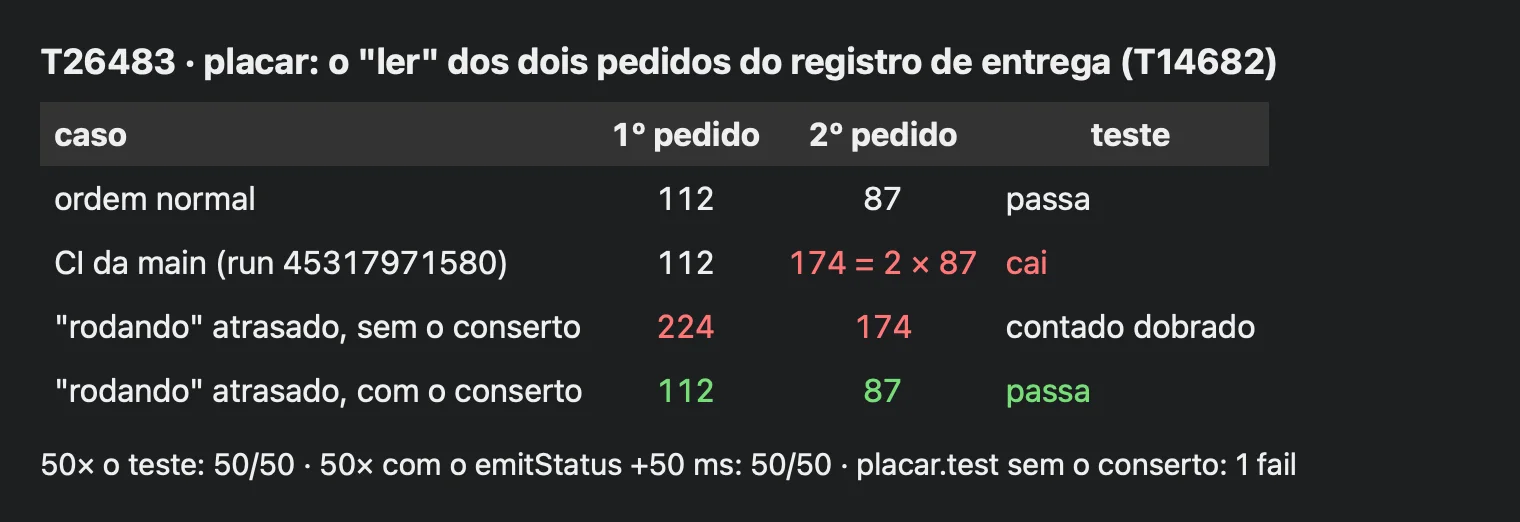 T26483 · placar: o "ler" dos dois pedidos do registro de entrega (T14682)
caso 1º pedido 2º pedido teste
ordem normal 112 87 passa
CI da main (run 45317971580) 112 174 = 2 × 87 cai
"rodando" atrasado, sem o conserto 224 174 contado dobrado
"rodando" atrasado, com o conserto 112 87 passa
50× o teste: 50/50 · 50× com o emitStatus +50 ms: 50/50 · placar.test sem o conserto: 1 fail